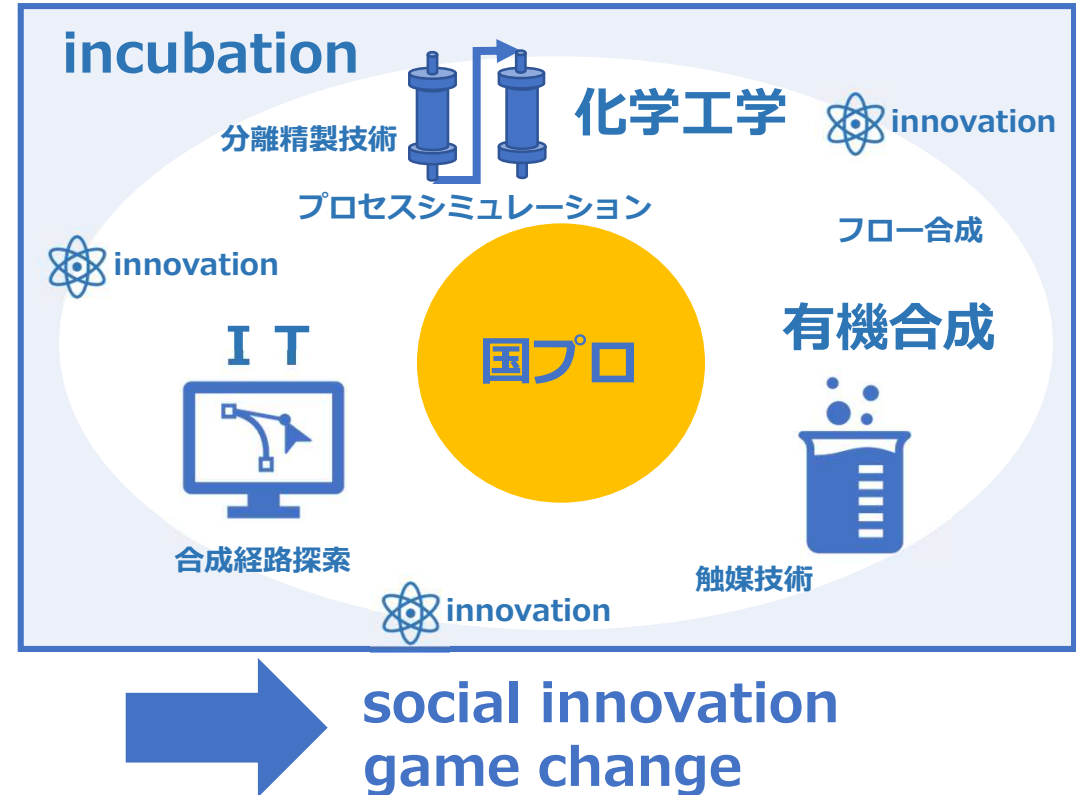 incubation
化学工学
innovation
分離精製技術
プロセスシミュレーション
フロー合成
innovation
ＩＴ
国プロ
有機合成
合成経路探索
触媒技術
innovation
social innovation
game change